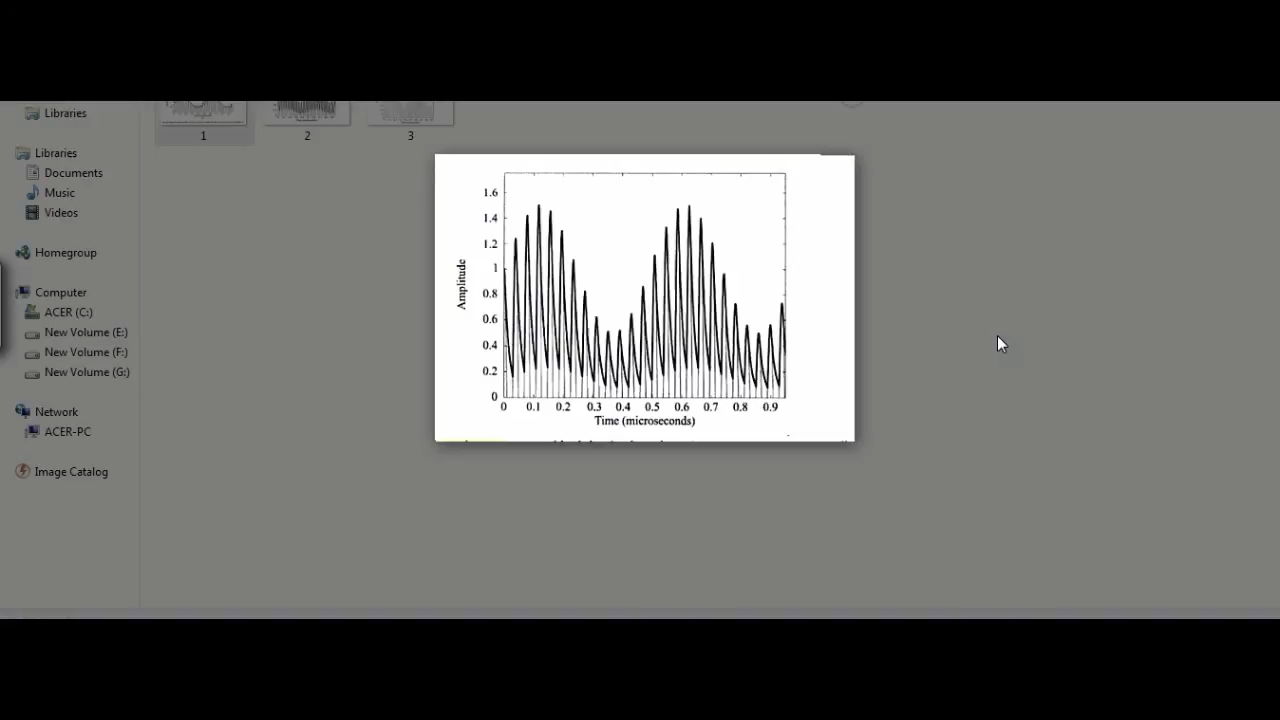 Libraries
1
2
3
Libraries
Documents
Music
Videos
Homegroup
Computer
ACER (C:)
New Volume (E:)
New Volume (F:)
New Volume (G:)
Network
ACER-PC
Image Catalog
Amplitude
1.6
1.4
1.2
1
0.8
0.6
0.4
0.2
0
0 0.1 0.2 0.3 0.4 0.5 0.6 0.7 0.8 0.9
Time (microseconds)